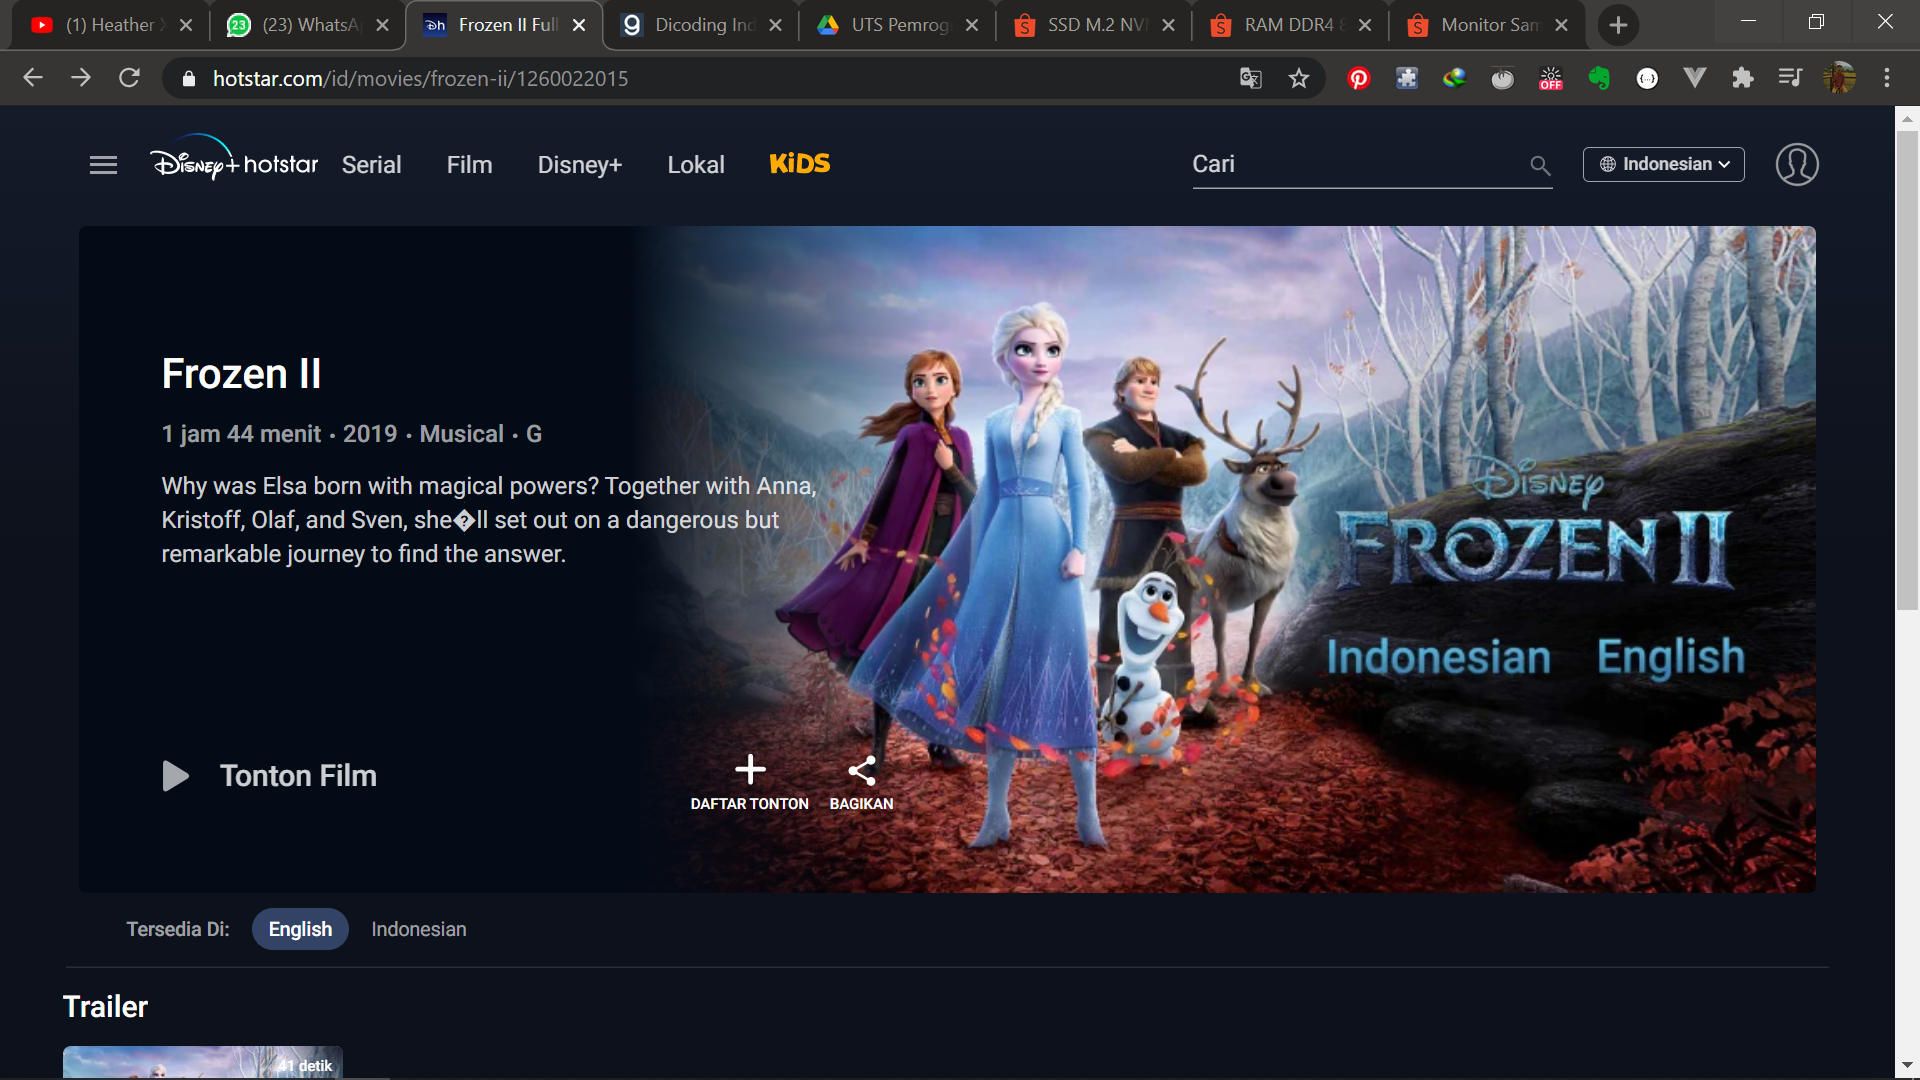 (1) Heather
(23) WhatsA
Frozen II Full
Dicoding Ind
UTS Pemrog
SSD M.2 NV
RAM DDR4 8
Monitor Sam
hotstar.com/id/movies/frozen-ii/1260022015
OFF
Disney+ hotstar
Serial
Film
Disney+
Lokal
KiDS
Cari
Indonesian
Frozen II
1 jam 44 menit • 2019 • Musical • G
Why was Elsa born with magical powers? Together with Anna,
Kristoff, Olaf, and Sven, she�ll set out on a dangerous but
remarkable journey to find the answer.
Disney
FROZEN II
Indonesian English
Tonton Film
DAFTAR TONTON
BAGIKAN
Tersedia Di:
English
Indonesian
Trailer
41 detik